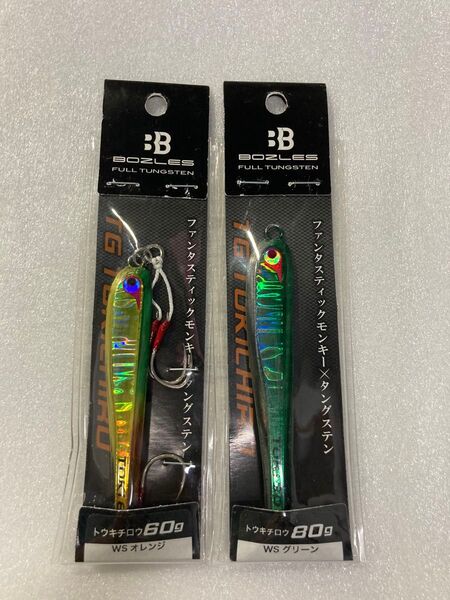 BOZLES
FULL TUNGSTEN
TG TOKICHIRO
ファンタスティックモンキー×タングステン
トウキチロウ60g
WS オレンジ
BOZLES
FULL TUNGSTEN
TG TOKICHIRO
ファンタスティックモンキー×タングステン
トウキチロウ80g
WS グリーン